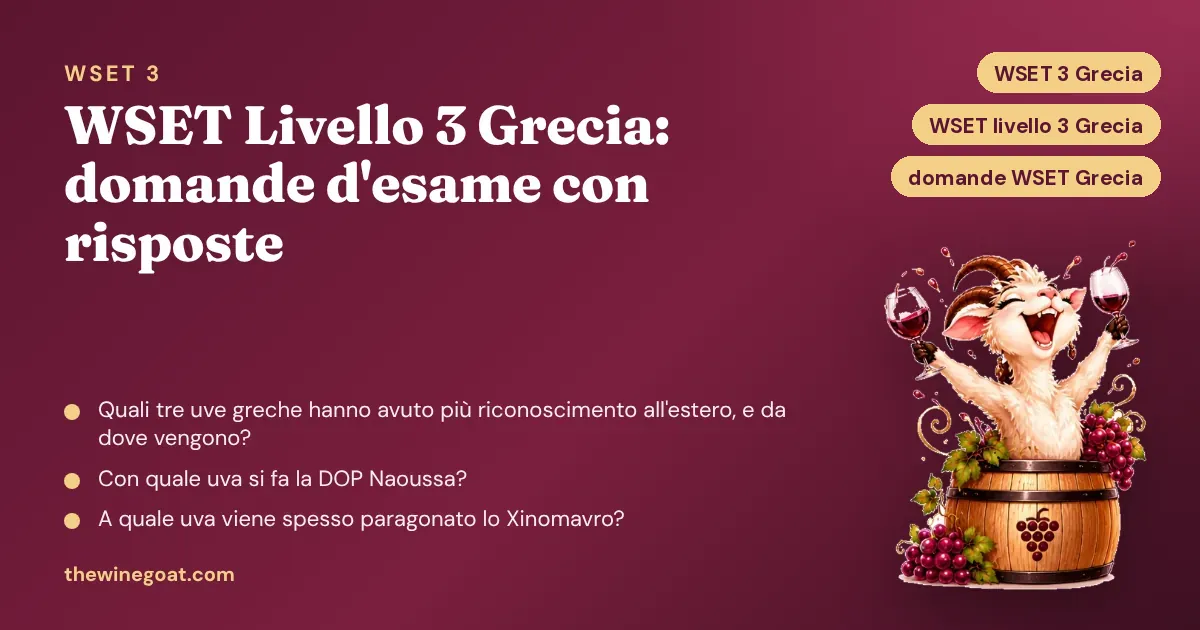 WSET 3
WSET Livello 3 Grecia:
domande d'esame con
risposte
WSET 3 Grecia
WSET livello 3 Grecia
domande WSET Grecia
Quali tre uve greche hanno avuto più riconoscimento all'estero, e da
dove vengono?
Con quale uva si fa la DOP Naoussa?
A quale uva viene spesso paragonato lo Xinomavro?
thewinegoat.com